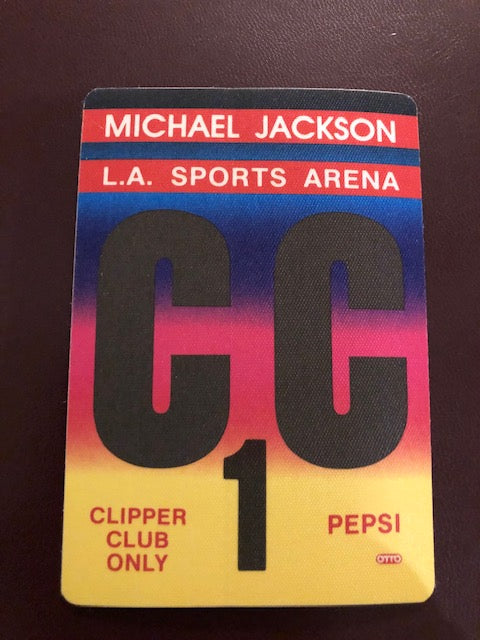 MICHAEL JACKSON
L.A. SPORTS ARENA
CC
1
CLIPPER
CLUB
ONLY
PEPSI
OTTO